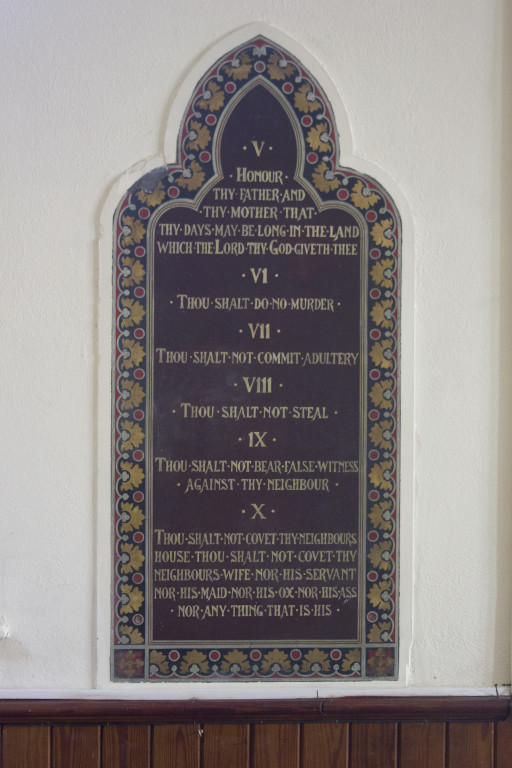 · V ·
· HONOUR ·
THY · FATHER · AND
· THY · MOTHER · THAT ·
THY · DAYS · MAY · BE · LONG · IN · THE · LAND
WHICH · THE · LORD · THY · GOD · GIVETH · THEE
· VI ·
· THOU · SHALT · DO · NO · MURDER ·
· VII ·
THOU · SHALT · NOT · COMMIT · ADULTERY
· VIII ·
· THOU · SHALT · NOT · STEAL ·
· IX ·
THOU · SHALT · NOT · BEAR · FALSE · WITNESS
· AGAINST · THY · NEIGHBOUR ·
· X ·
THOU · SHALT · NOT · COVET · THY · NEIGHBOURS
HOUSE · THOU · SHALT · NOT · COVET · THY
NEIGHBOURS · WIFE · NOR · HIS · SERVANT
NOR · HIS · MAID · NOR · HIS · OX · NOR · HIS · ASS
· NOR · ANY · THING · THAT · IS · HIS ·